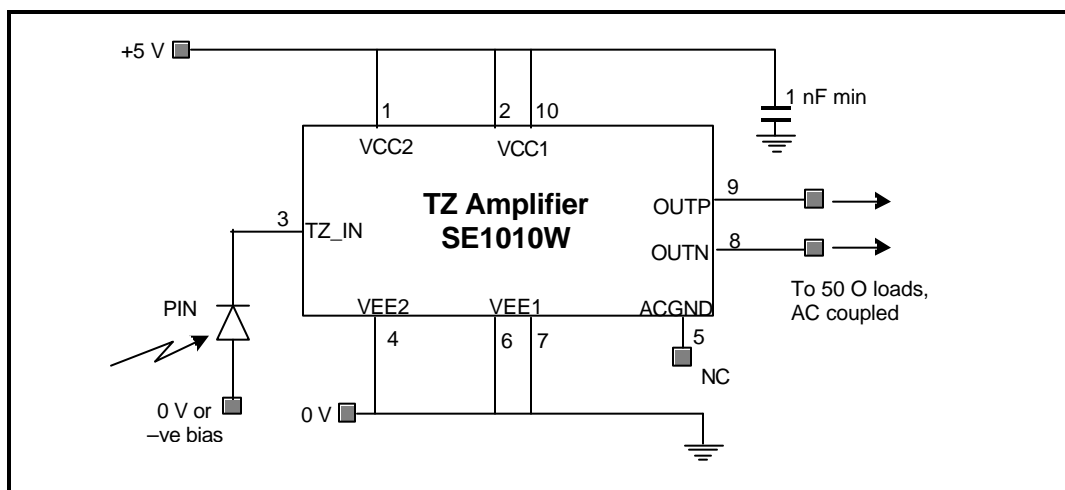 +5 V
1 nF min
1
2
10
VCC2
VCC1
TZ Amplifier
SE1010W
9
OUTP
3
TZ_IN
8
OUTN
To 50 O loads,
AC coupled
PIN
VEE2
VEE1
ACGND
4
6
7
5
NC
0 V or
–ve bias
0 V